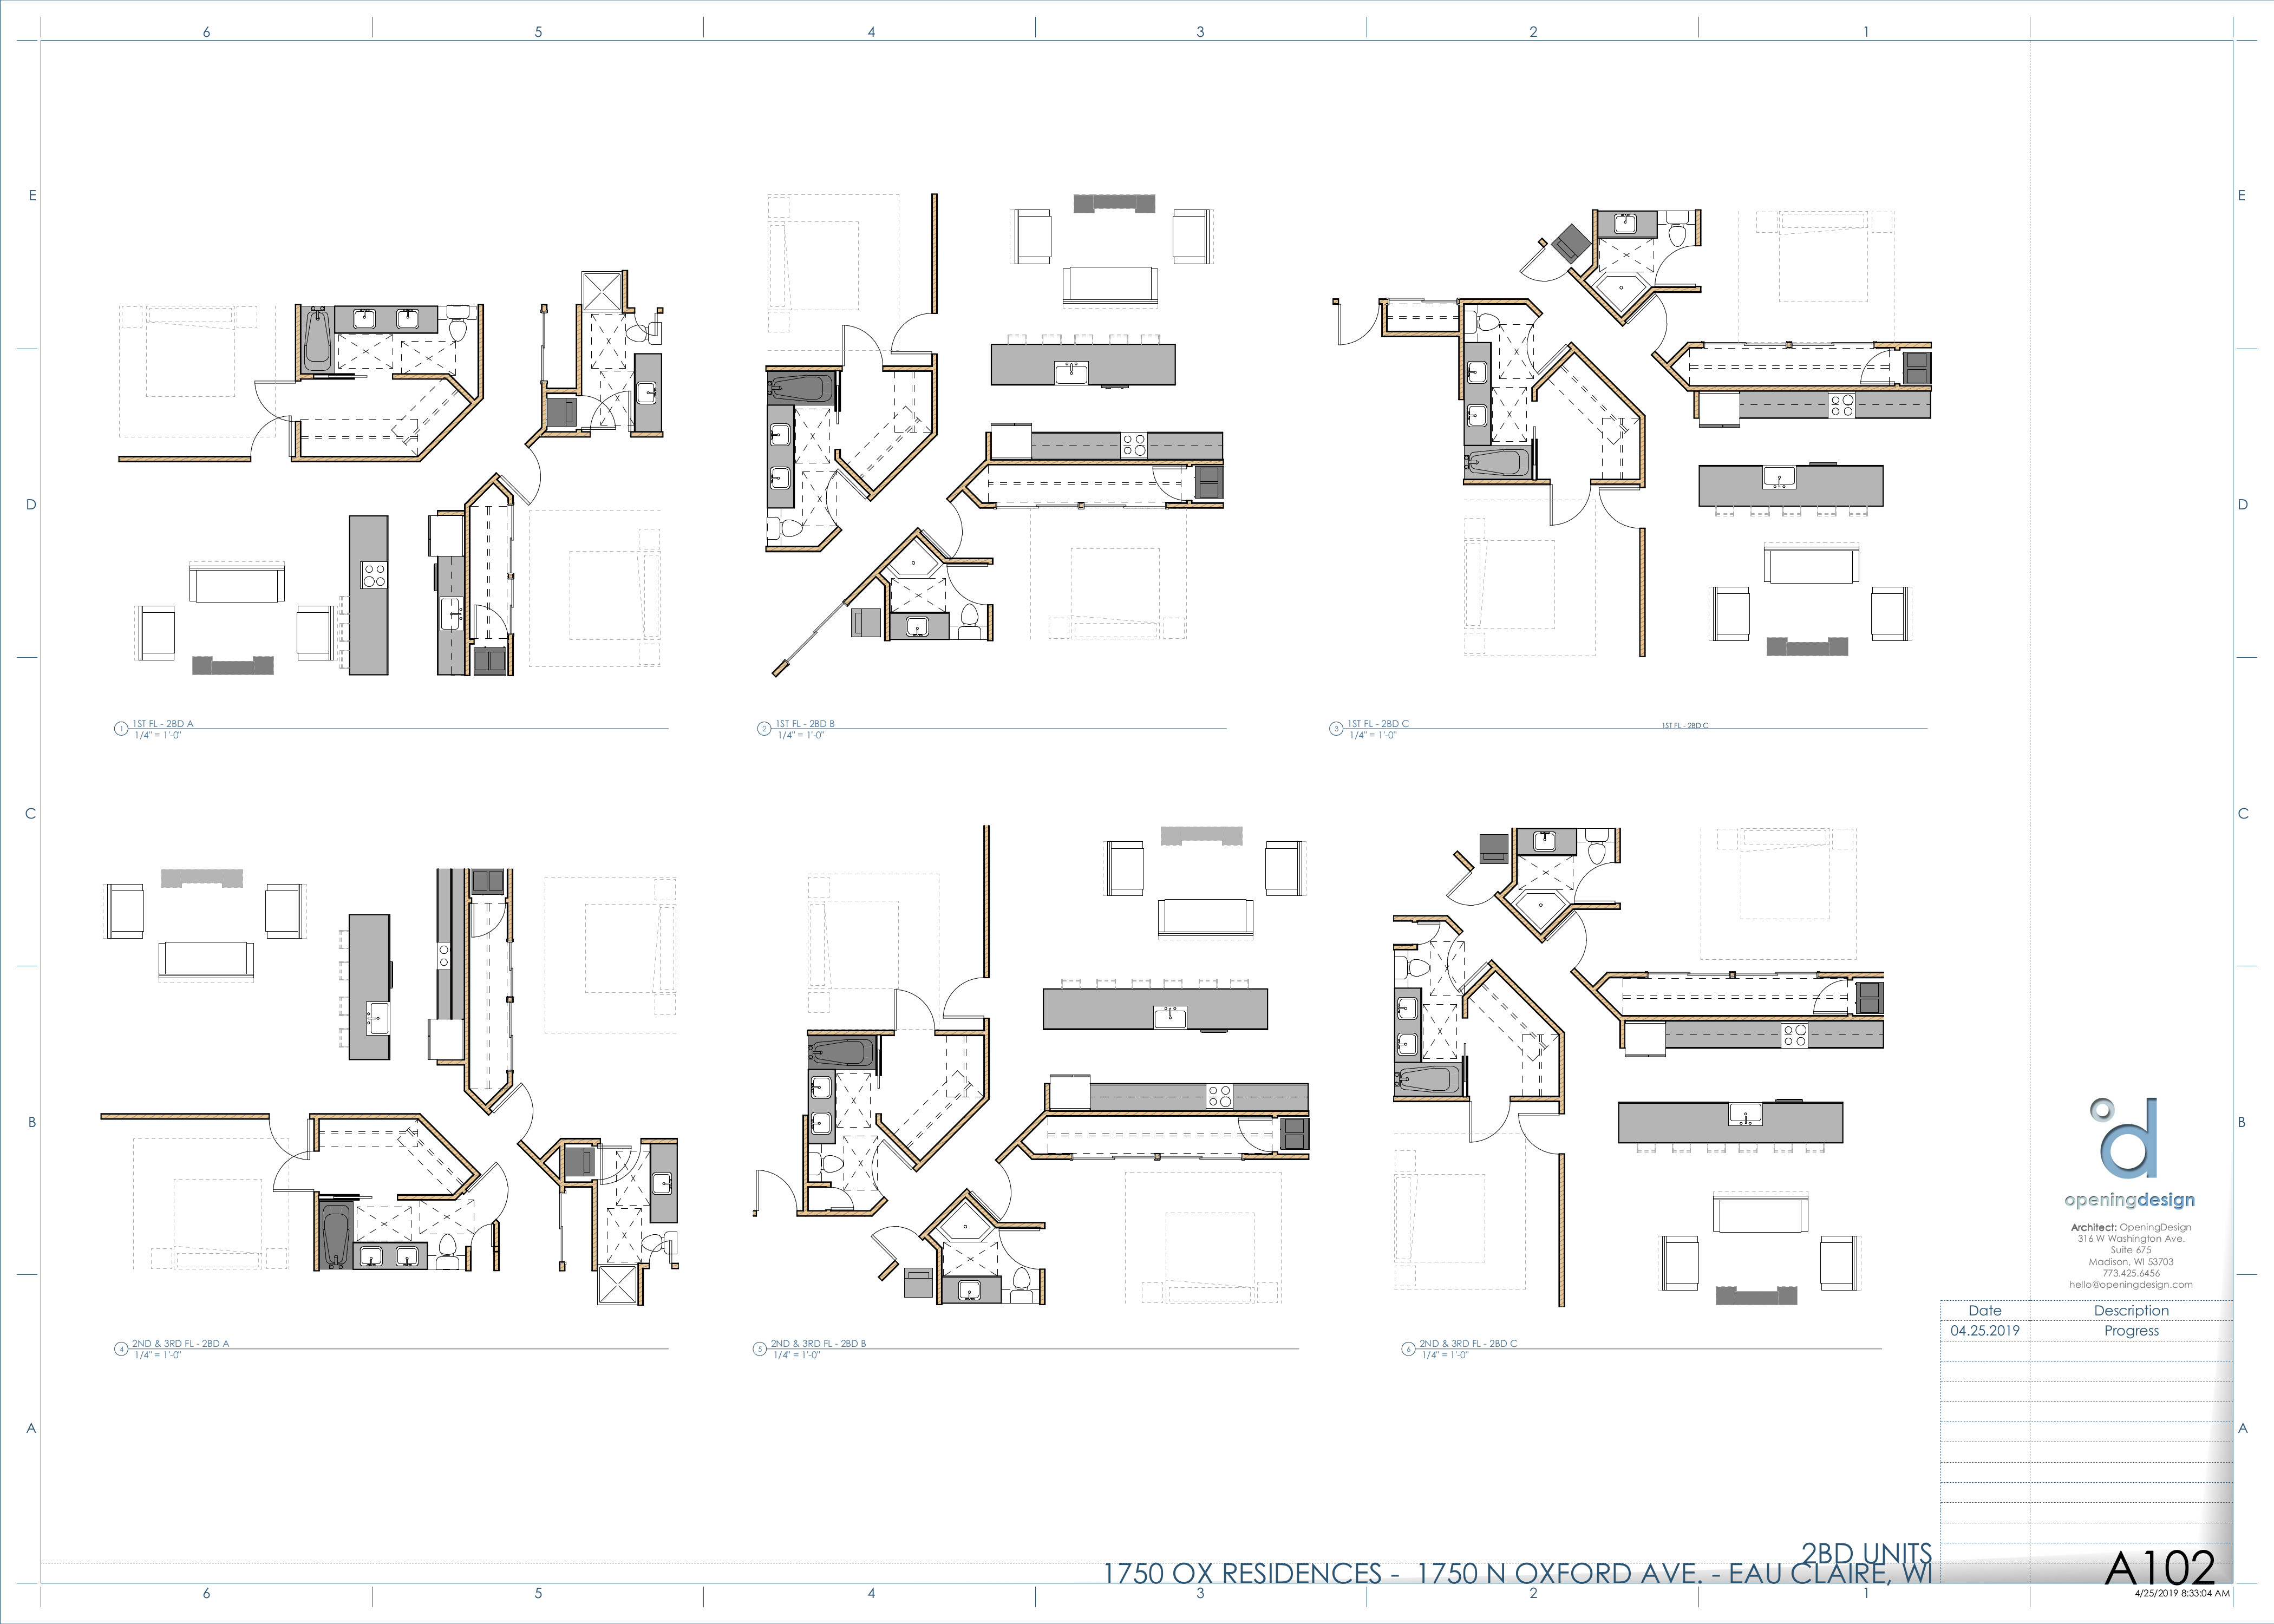 6 5 4 3 2 1
E E
D D
C C
B B
A A
1 1ST FL - 2BD A
1/4" = 1'-0"
2 1ST FL - 2BD B
1/4" = 1'-0"
3 1ST FL - 2BD C
1/4" = 1'-0"
1ST FL - 2BD C
4 2ND & 3RD FL - 2BD A
1/4" = 1'-0"
5 2ND & 3RD FL - 2BD B
1/4" = 1'-0"
6 2ND & 3RD FL - 2BD C
1/4" = 1'-0"
openingdesign
Architect: OpeningDesign
316 W Washington Ave.
Suite 675
Madison, WI 53703
773.425.6456
hello@openingdesign.com
Date Description
04.25.2019 Progress
2BD UNITS
1750 OX RESIDENCES - 1750 N OXFORD AVE. - EAU CLAIRE, WI
A102
4/25/2019 8:33:04 AM
6 5 4 3 2 1